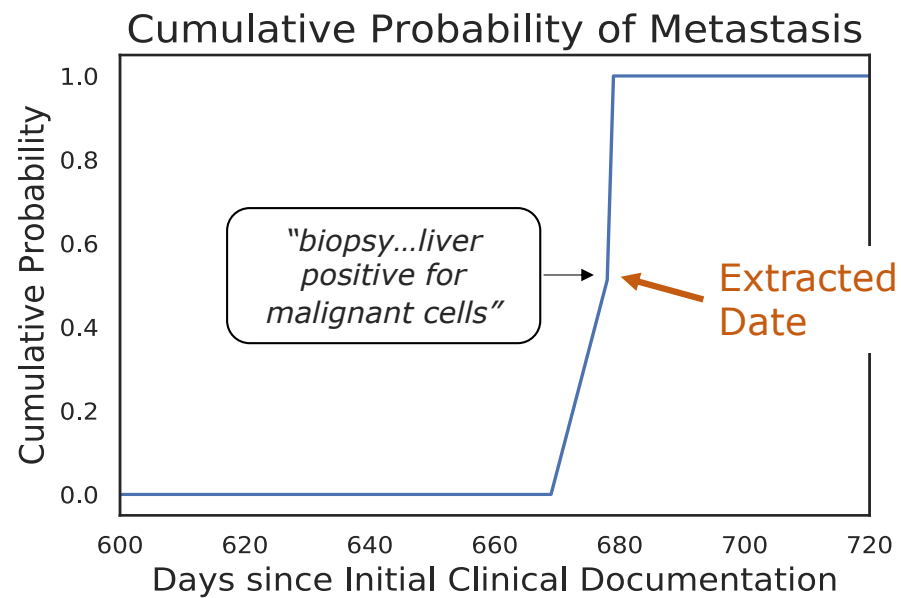 Cumulative Probability of Metastasis
Cumulative Probability
1.0
0.8
0.6
0.4
0.2
0.0
"biopsy...liver
positive for
malignant cells"
Extracted
Date
600 620 640 660 680 700 720
Days since Initial Clinical Documentation